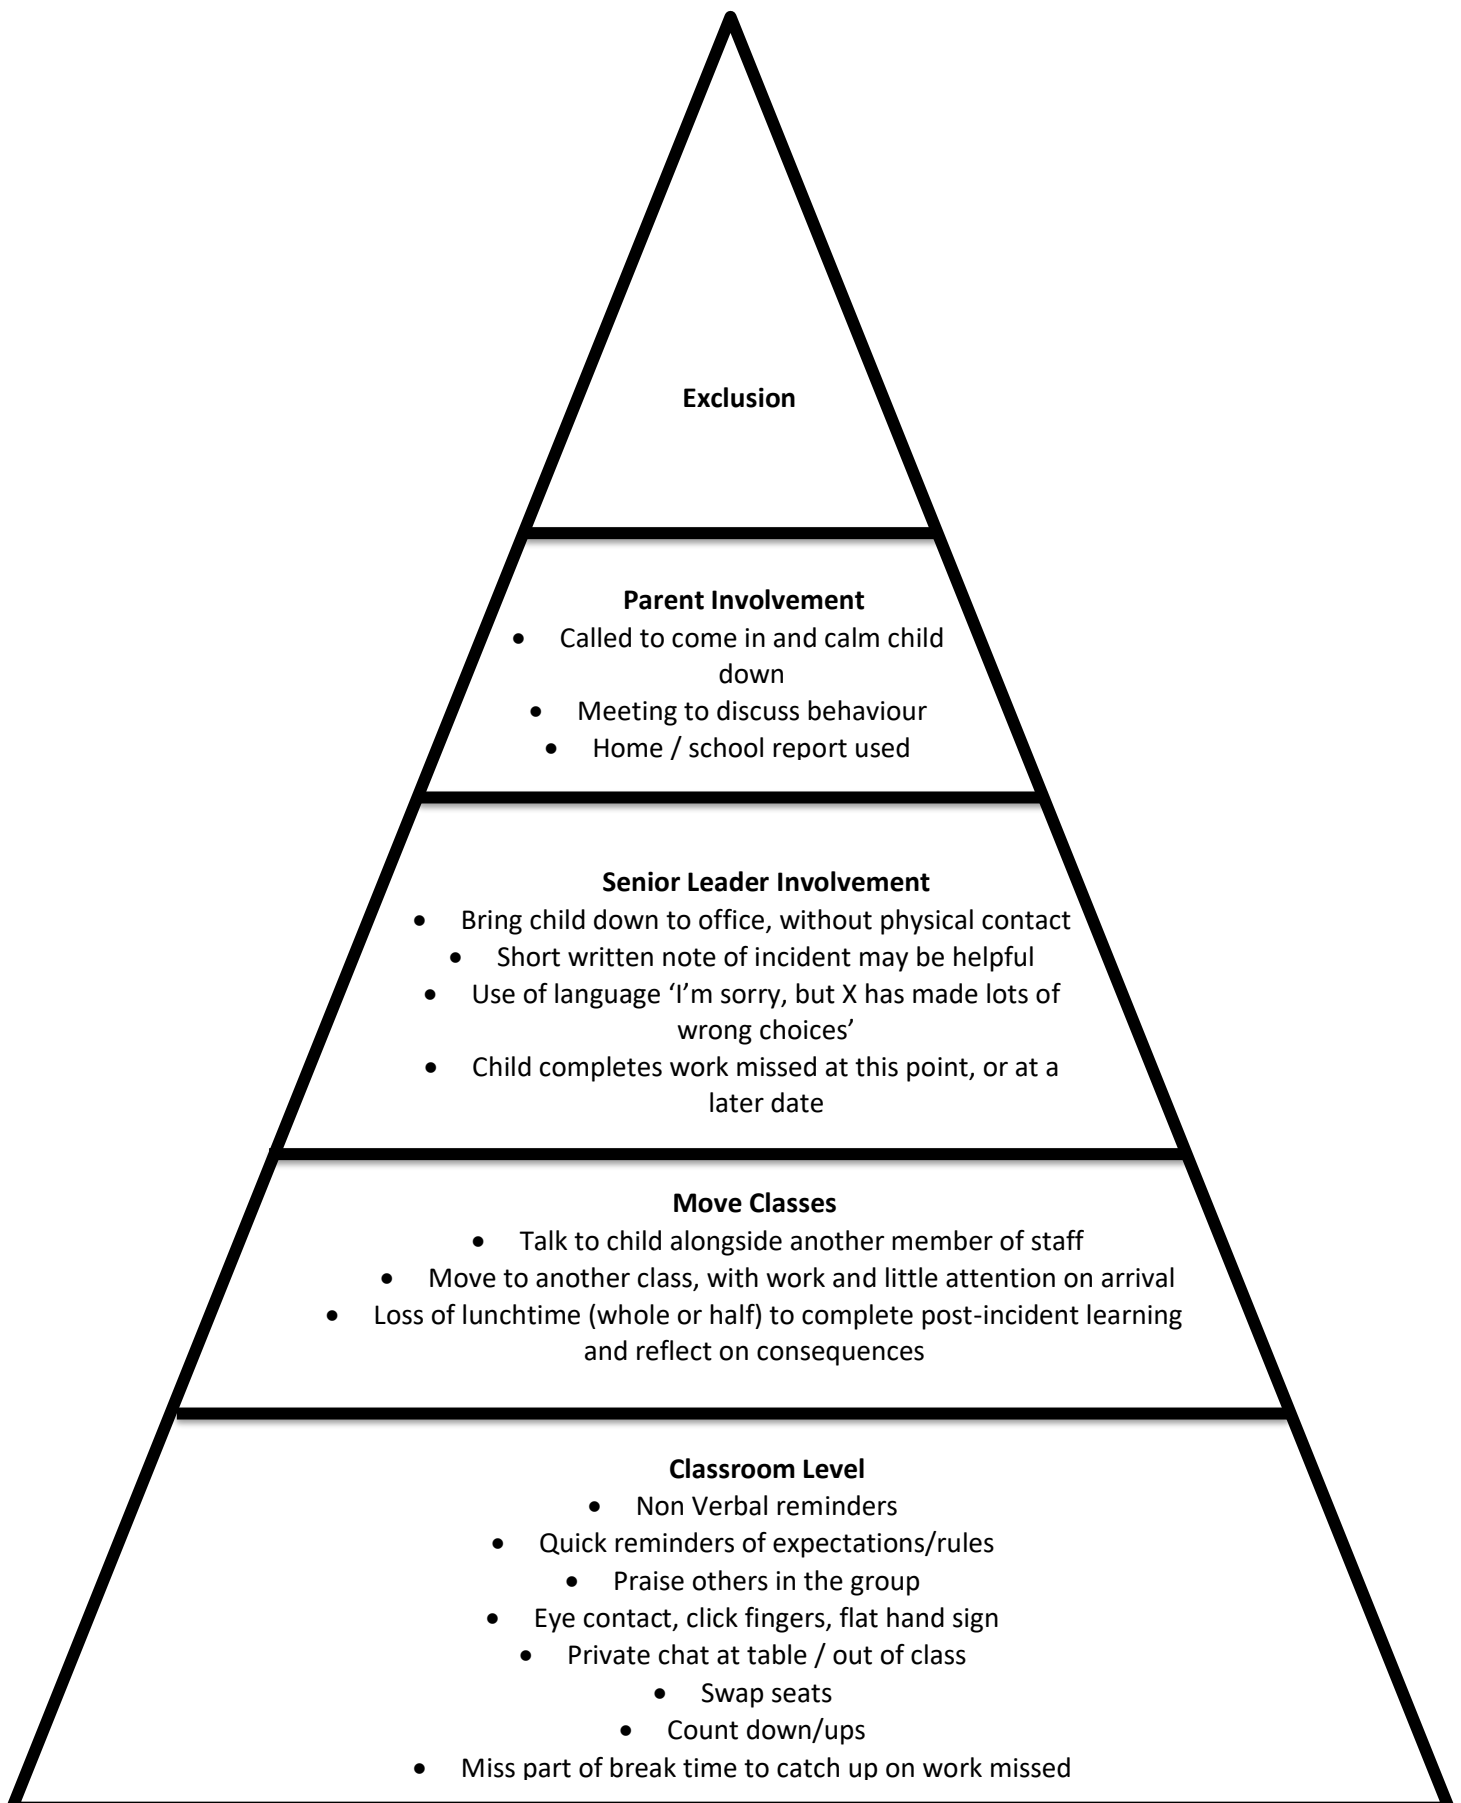 Exclusion
Parent Involvement
• Called to come in and calm child
down
• Meeting to discuss behaviour
• Home / school report used
Senior Leader Involvement
• Bring child down to office, without physical contact
• Short written note of incident may be helpful
• Use of language ‘I’m sorry, but X has made lots of
wrong choices’
• Child completes work missed at this point, or at a
later date
Move Classes
• Talk to child alongside another member of staff
• Move to another class, with work and little attention on arrival
• Loss of lunchtime (whole or half) to complete post-incident learning
and reflect on consequences
Classroom Level
• Non Verbal reminders
• Quick reminders of expectations/rules
• Praise others in the group
• Eye contact, click fingers, flat hand sign
• Private chat at table / out of class
• Swap seats
• Count down/ups
• Miss part of break time to catch up on work missed